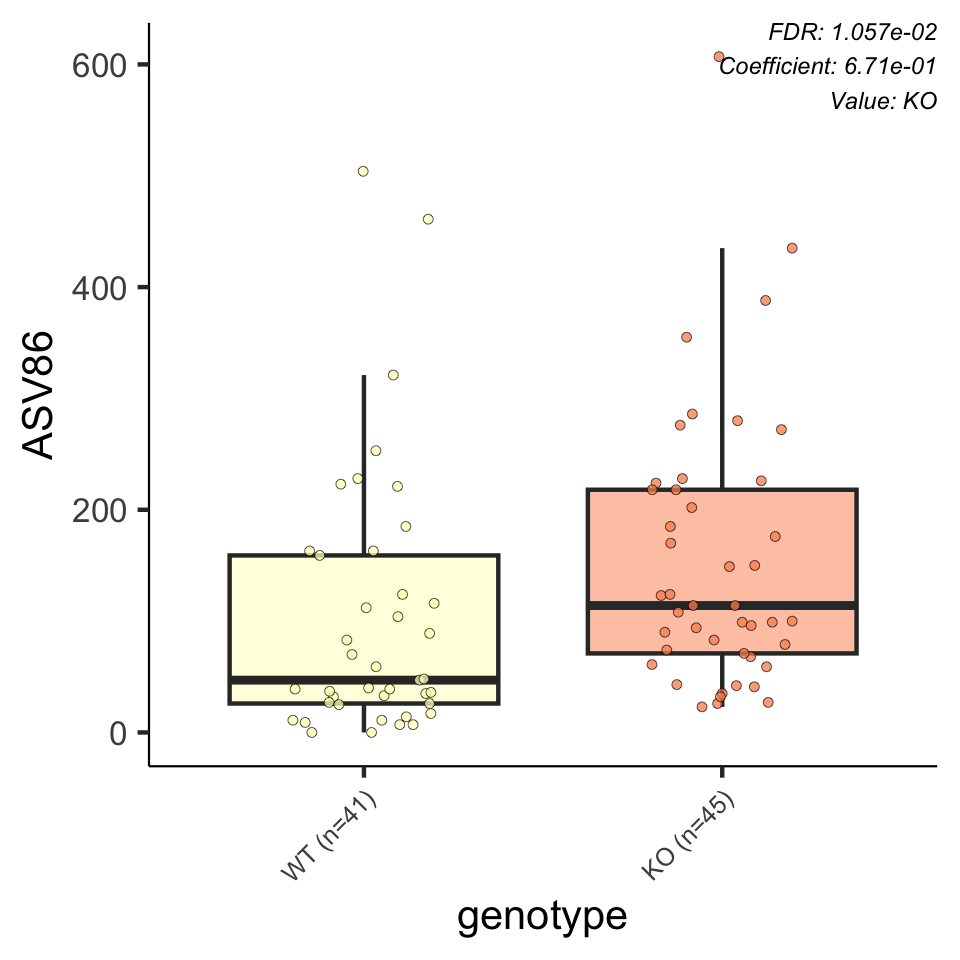 FDR: 1.057e-02
Coefficient: 6.71e-01
Value: KO
600
400
200
0
ASV86
WT (n=41)
KO (n=45)
genotype